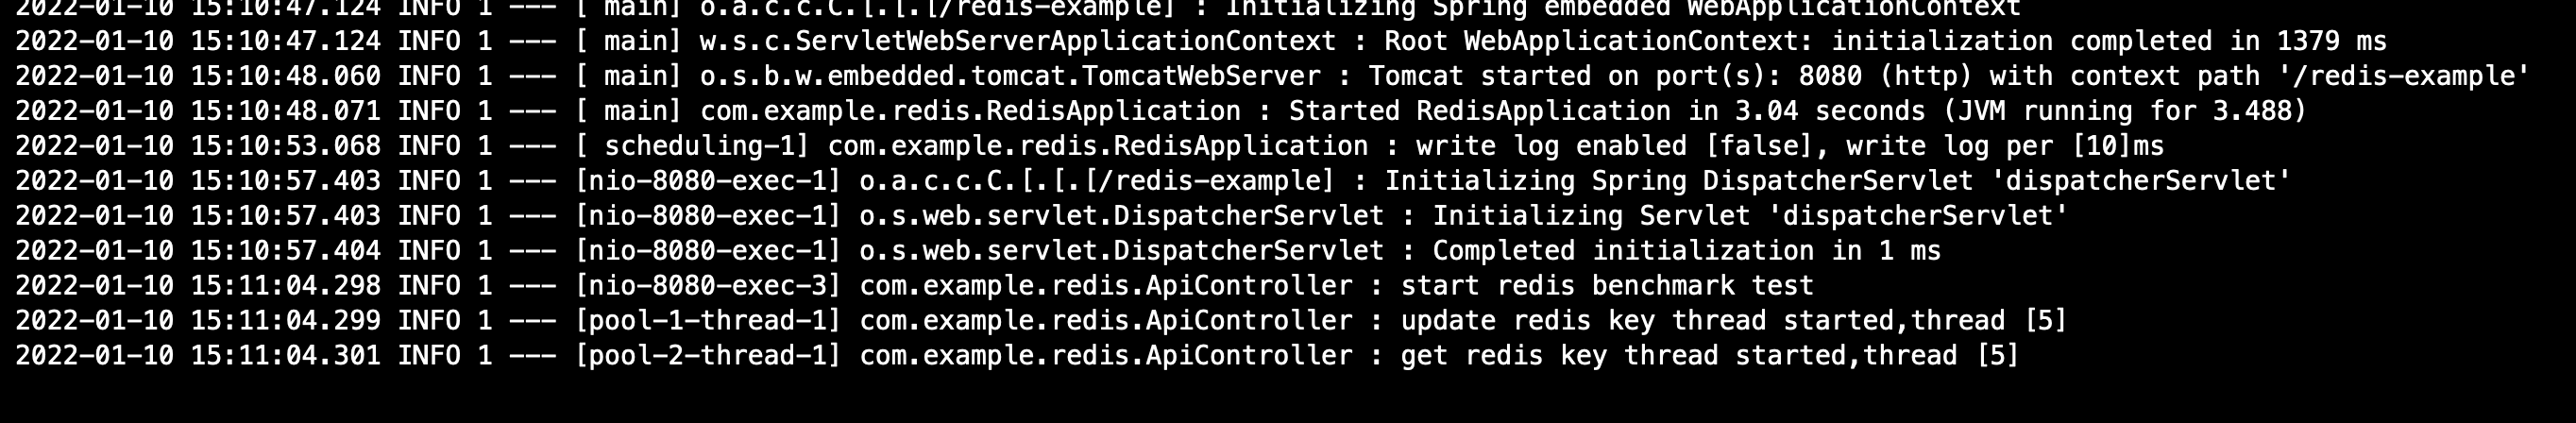 2022-01-10 15:10:47.124 INFO 1 --- [ main] o.a.c.c.C.[.[.[/redis-example] : Initializing Spring embedded WebApplicationContext
2022-01-10 15:10:47.124 INFO 1 --- [ main] w.s.c.ServletWebServerApplicationContext : Root WebApplicationContext: initialization completed in 1379 ms
2022-01-10 15:10:48.060 INFO 1 --- [ main] o.s.b.w.embedded.tomcat.TomcatWebServer : Tomcat started on port(s): 8080 (http) with context path '/redis-example'
2022-01-10 15:10:48.071 INFO 1 --- [ main] com.example.redis.RedisApplication : Started RedisApplication in 3.04 seconds (JVM running for 3.488)
2022-01-10 15:10:53.068 INFO 1 --- [ scheduling-1] com.example.redis.RedisApplication : write log enabled [false], write log per [10]ms
2022-01-10 15:10:57.403 INFO 1 --- [nio-8080-exec-1] o.a.c.c.C.[.[.[/redis-example] : Initializing Spring DispatcherServlet 'dispatcherServlet'
2022-01-10 15:10:57.403 INFO 1 --- [nio-8080-exec-1] o.s.web.servlet.DispatcherServlet : Initializing Servlet 'dispatcherServlet'
2022-01-10 15:10:57.404 INFO 1 --- [nio-8080-exec-1] o.s.web.servlet.DispatcherServlet : Completed initialization in 1 ms
2022-01-10 15:11:04.298 INFO 1 --- [nio-8080-exec-3] com.example.redis.ApiController : start redis benchmark test
2022-01-10 15:11:04.299 INFO 1 --- [pool-1-thread-1] com.example.redis.ApiController : update redis key thread started,thread [5]
2022-01-10 15:11:04.301 INFO 1 --- [pool-2-thread-1] com.example.redis.ApiController : get redis key thread started,thread [5]